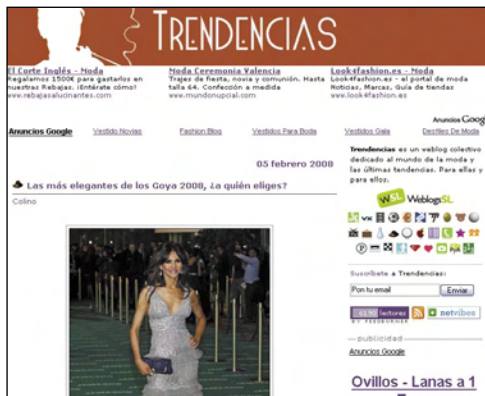 TRENDENCIAS
El Corte Inglés - Moda
Regalamos 1500€ para gastarlos en
nuestras Rebajas. ¡Entérate cómo!
www.rebajasalucinantes.com
Moda Ceremonia Valencia
Trajes de fiesta, novia y comunión. Hasta
talla 64. Confección a medida
www.mundonupcial.com
Look4fashion.es - Moda
Look4fashion.es - el portal de moda
Noticias, Marcas, Guía de tiendas
www.look4fashion.es
Anuncios Goog
Anuncios Google
Vestido Novias
Fashion Blog
Vestidos Para Boda
Vestidos Gala
Desfiles De Moda
05 febrero 2008
Las más elegantes de los Goya 2008, ¿a quién eliges?
Colino
Trendencias es un weblog colectivo
dedicado al mundo de la moda y
las últimas tendencias. Para ellas y
para ellos.
WSL WeblogsSL
Suscríbete a Trendencias:
Pon tu email
Enviar
6190 lectores
BY FEEDBURNER
netvibes
publicidad
Anuncios Google
Ovillos - Lanas a 1